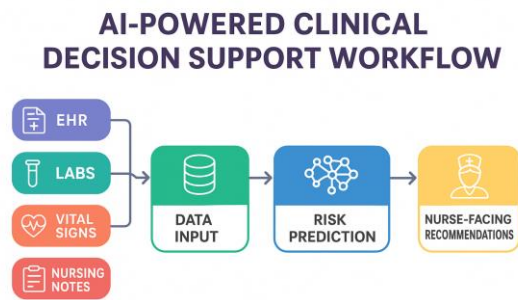 AI-POWERED CLINICAL
DECISION SUPPORT WORKFLOW
EHR
LABS
VITAL
SIGNS
NURSING
NOTES
DATA
INPUT
RISK
PREDICTION
NURSE-FACING
RECOMMENDATIONS